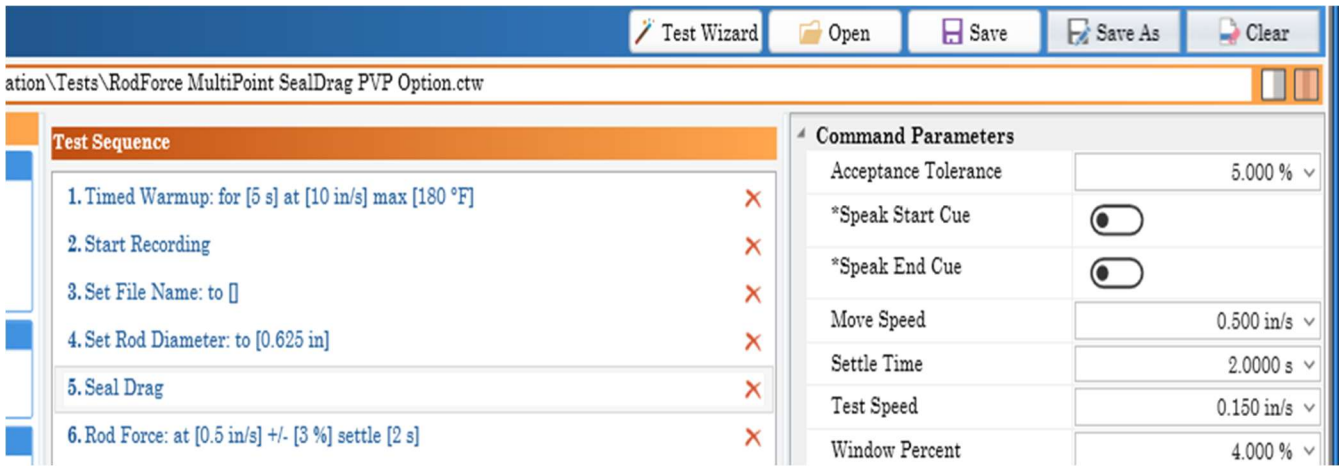 Test Wizard Open Save Save As Clear
ation\Tests\RodForce MultiPoint SealDrag PVP Option.ctw
Test Sequence
1. Timed Warmup: for [5 s] at [10 in/s] max [180 °F]
2. Start Recording
3. Set File Name: to []
4. Set Rod Diameter: to [0.625 in]
5. Seal Drag
6. Rod Force: at [0.5 in/s] +/- [3 %] settle [2 s]
Command Parameters
Acceptance Tolerance 5.000 %
*Speak Start Cue
*Speak End Cue
Move Speed 0.500 in/s
Settle Time 2.0000 s
Test Speed 0.150 in/s
Window Percent 4.000 %